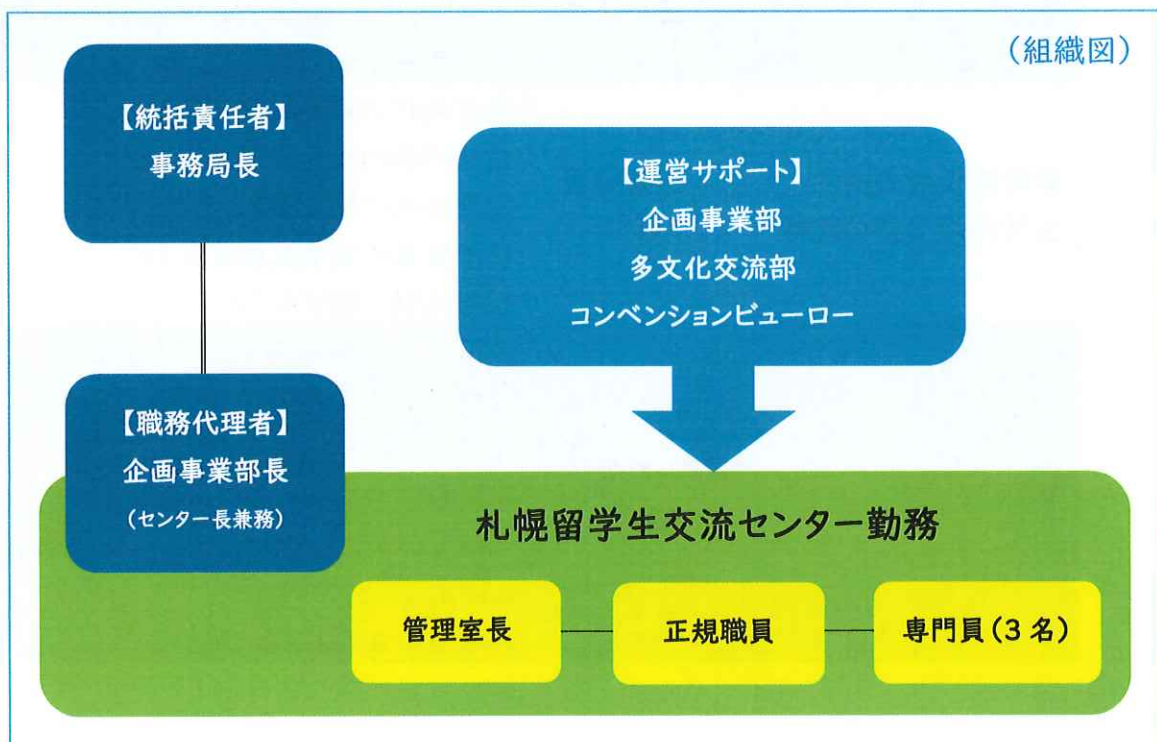 (組織図)
【統括責任者】
事務局長
【運営サポート】
企画事業部
多文化交流部
コンベンションビューロー
【職務代理者】
企画事業部長
(センター長兼務)
札幌留学生交流センター勤務
管理室長
正規職員
専門員(3名)